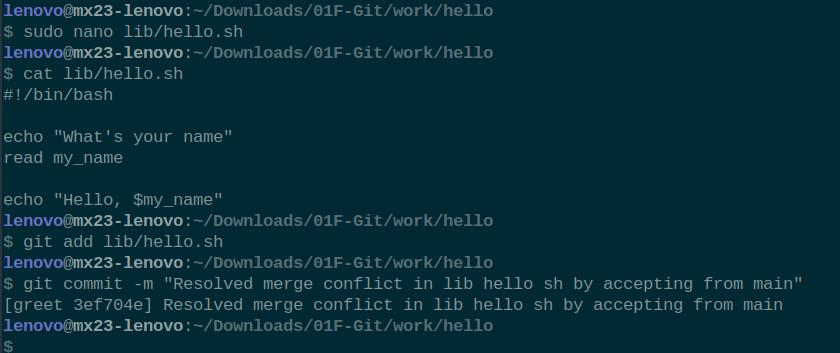 lenovo@mx23-lenovo:~/Downloads/01F-Git/work/hello
$ sudo nano lib/hello.sh
lenovo@mx23-lenovo:~/Downloads/01F-Git/work/hello
$ cat lib/hello.sh
#!/bin/bash
echo "What's your name"
read my_name
echo "Hello, $my_name"
lenovo@mx23-lenovo:~/Downloads/01F-Git/work/hello
$ git add lib/hello.sh
lenovo@mx23-lenovo:~/Downloads/01F-Git/work/hello
$ git commit -m "Resolved merge conflict in lib hello sh by accepting from main"
[greet 3ef704e] Resolved merge conflict in lib hello sh by accepting from main
lenovo@mx23-lenovo:~/Downloads/01F-Git/work/hello
$